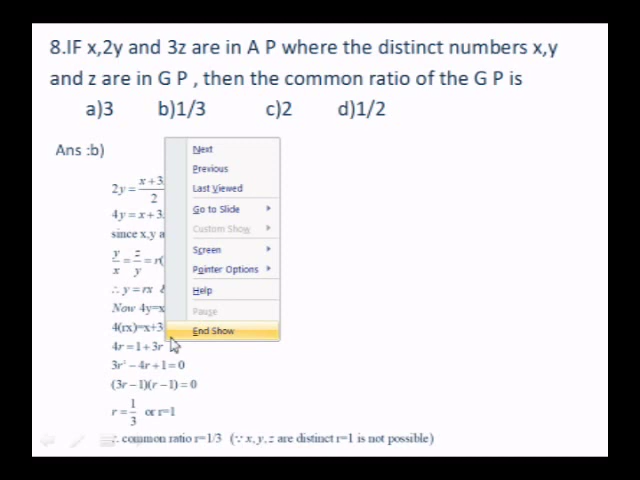 8.IF x,2y and 3z are in A P where the distinct numbers x,y
and z are in G P , then the common ratio of the G P is
a)3 b)1/3 c)2 d)1/2
Ans :b)
2y = x+3 / 2
4y = x+3
since x,y a
y/x = z/y = r(
∴ y = rx
Now 4y=x
4(rx)=x+3
4r = 1+3r
3r² − 4r + 1 = 0
(3r − 1)(r − 1) = 0
r = 1/3 or r=1
∴ common ratio r=1/3 (∵ x, y, z are distinct r=1 is not possible)
Next
Previous
Last Viewed
Go to Slide
Custom Show
Screen
Pointer Options
Help
Pause
End Show